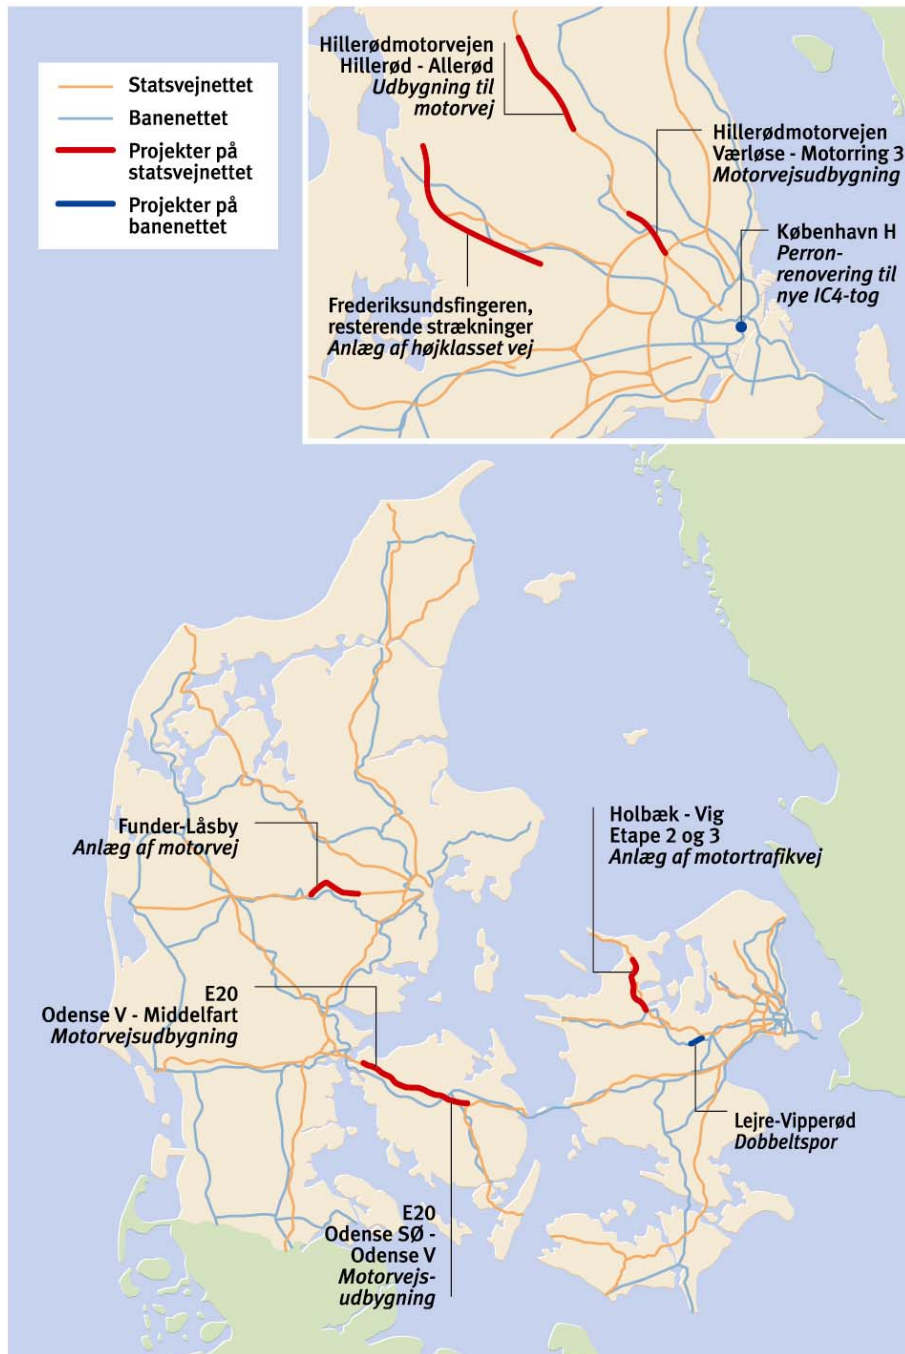 Statsvejnettet
Banenettet
Projekter på
statsvejnettet
Projekter på
banenettet
Hillerødmotorvejen
Hillerød - Allerød
Udbygning til
motorvej
Hillerødmotorvejen
Værløse - Motorring 3
Motorvejsudbygning
København H
Perron-
renovering til
nye IC4-tog
Frederiksundsfingeren,
resterende strækninger
Anlæg af højklasset vej
Funder-Låsby
Anlæg af motorvej
Holbæk - Vig
Etape 2 og 3
Anlæg af motortrafikvej
E20
Odense V - Middelfart
Motorvejsudbygning
Lejre-Vipperød
Dobbeltspor
E20
Odense SØ -
Odense V
Motorvejs-
udbygning